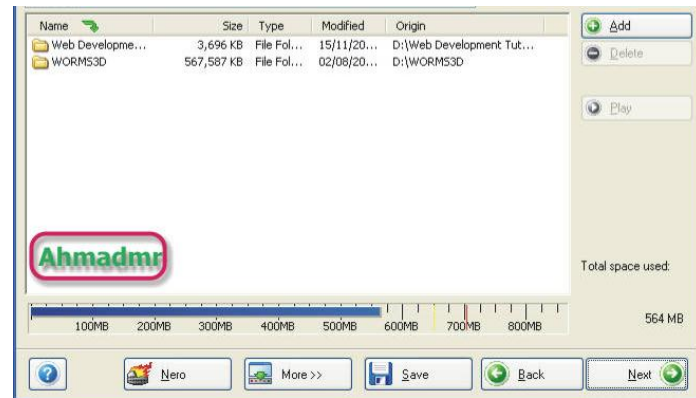 Name Size Type Modified Origin
Web Developme... 3,696 KB File Fol... 15/11/20... D:\Web Development Tut...
WORMS3D 567,587 KB File Fol... 02/08/20... D:\WORMS3D
Add
Delete
Play
Ahmadmr
Total space used:
100MB 200MB 300MB 400MB 500MB 600MB 700MB 800MB
564 MB
Nero More >> Save Back Next